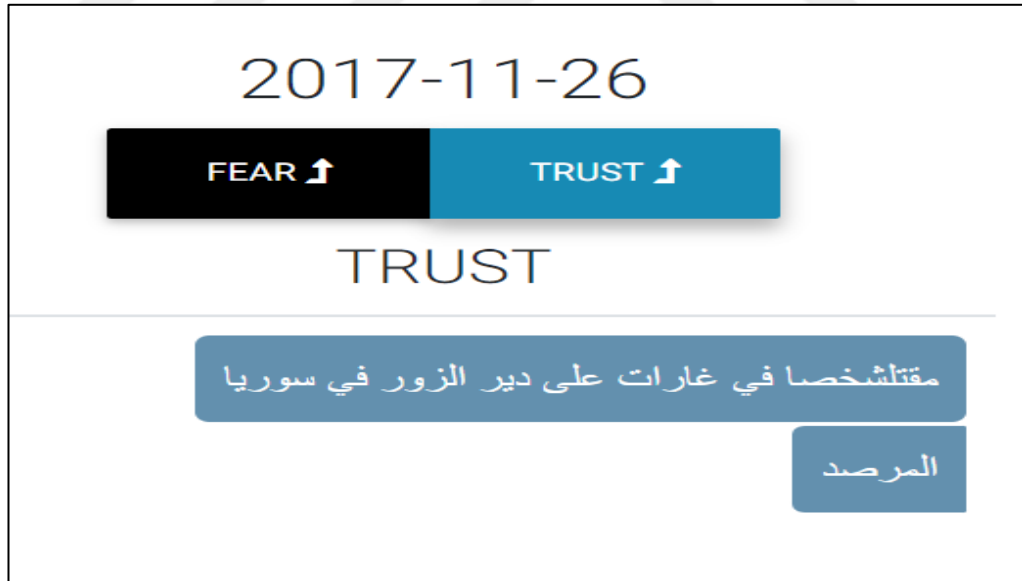 2017-11-26
FEAR TRUST
TRUST
مقتلشخصا في غارات على دير الزور في سوريا
المرصد